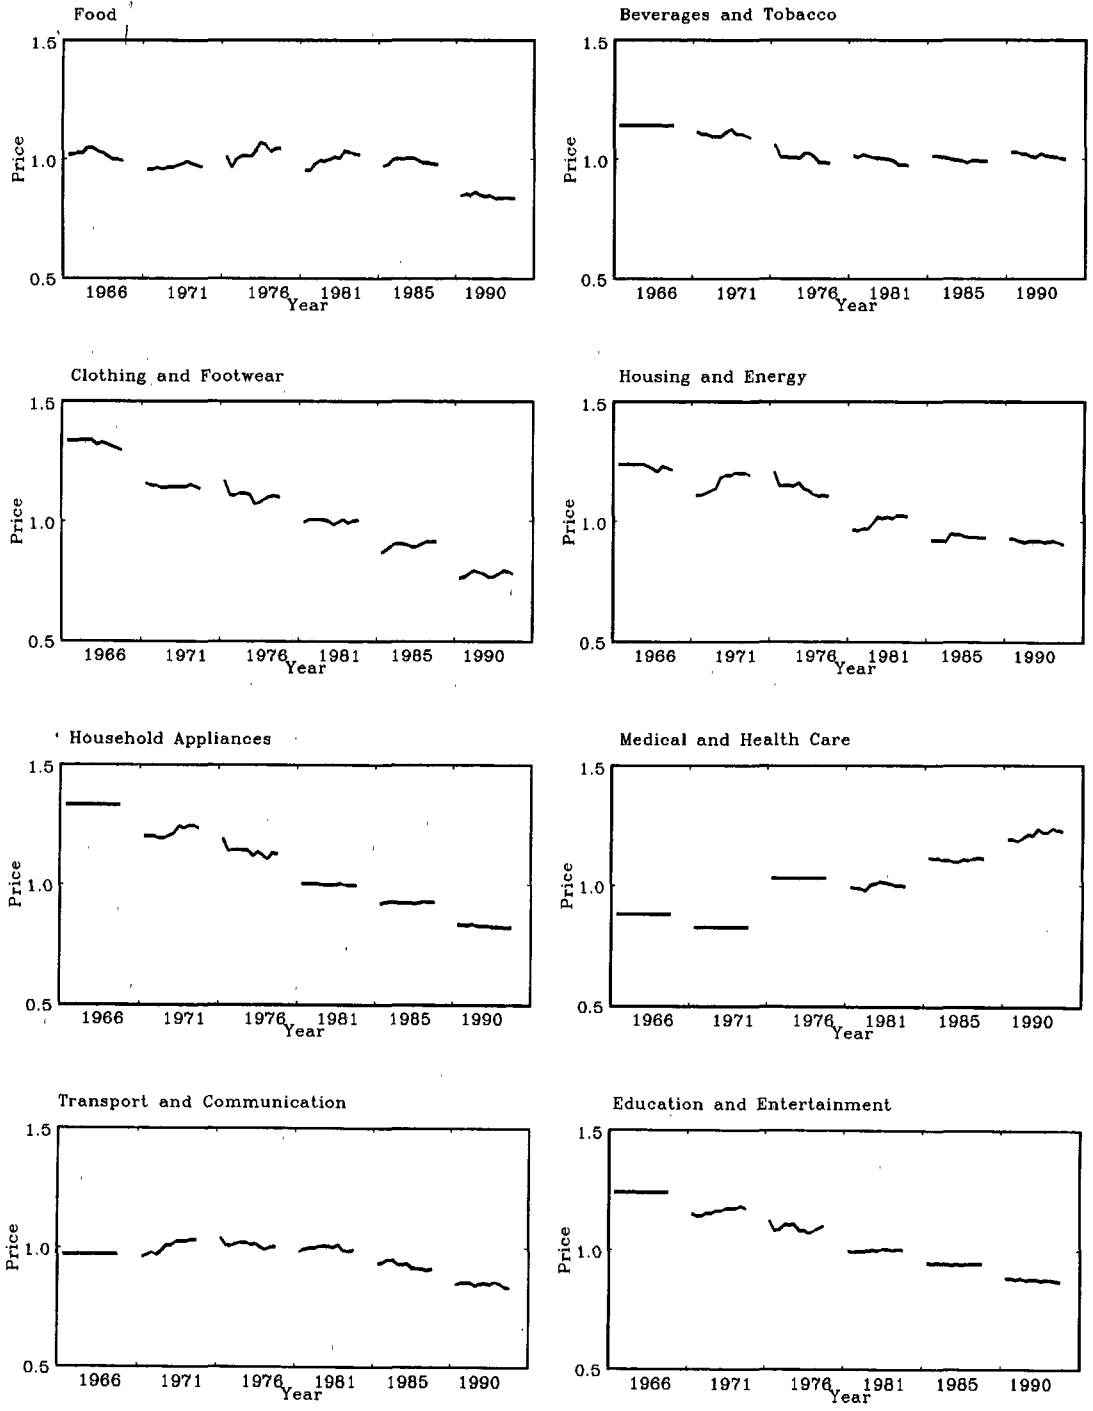 Food
Beverages and Tobacco
1.5
1.0
0.5
Price
1966 1971 1976 1981 1985 1990
Year
1.5
1.0
0.5
Price
1966 1971 1976 1981 1985 1990
Year
Clothing and Footwear
Housing and Energy
1.5
1.0
0.5
Price
1966 1971 1976 1981 1985 1990
Year
1.5
1.0
0.5
Price
1966 1971 1976 1981 1985 1990
Year
Household Appliances
Medical and Health Care
1.5
1.0
0.5
Price
1966 1971 1976 1981 1985 1990
Year
1.5
1.0
0.5
Price
1966 1971 1976 1981 1985 1990
Year
Transport and Communication
Education and Entertainment
1.5
1.0
0.5
Price
1966 1971 1976 1981 1985 1990
Year
1.5
1.0
0.5
Price
1966 1971 1976 1981 1985 1990
Year